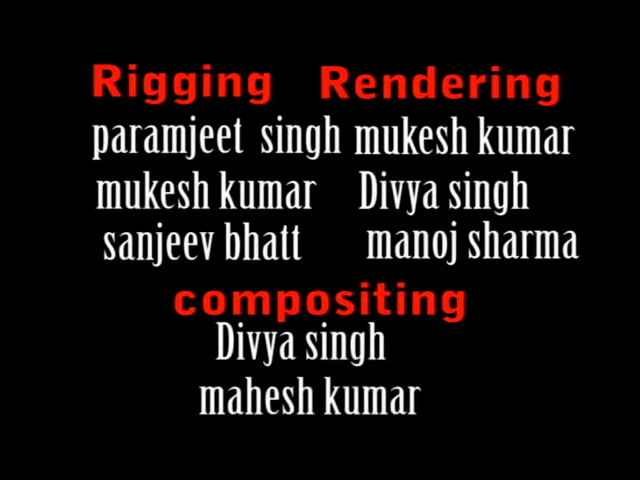 Rigging Rendering
paramjeet singh mukesh kumar
mukesh kumar Divya singh
sanjeev bhatt manoj sharma
compositing
Divya singh
mahesh kumar